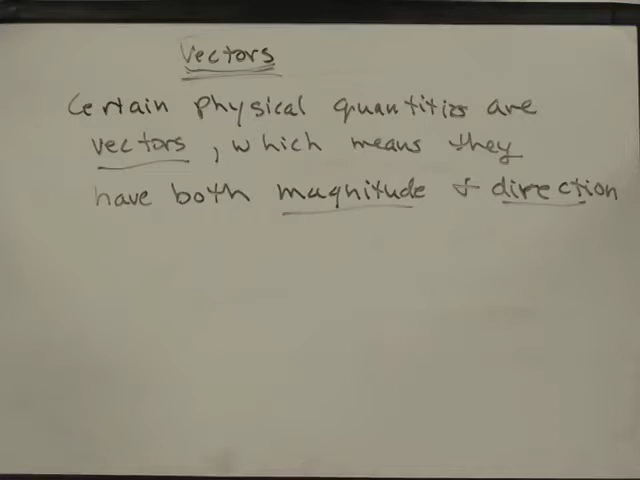 Vectors
Certain physical quantities are
vectors, which means they
have both magnitude & direction